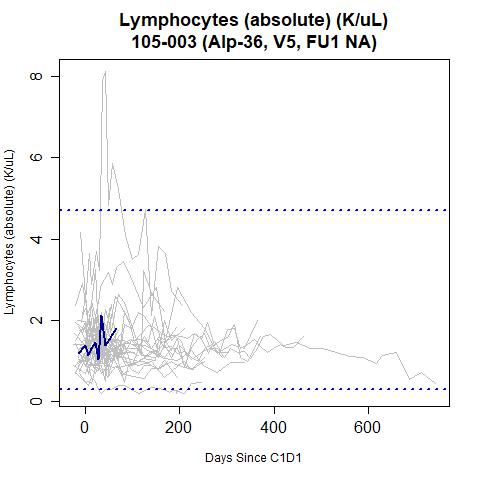 Lymphocytes (absolute) (K/uL)
105-003 (Alp-36, V5, FU1 NA)
Lymphocytes (absolute) (K/uL)
8
6
4
2
0
0 200 400 600
Days Since C1D1